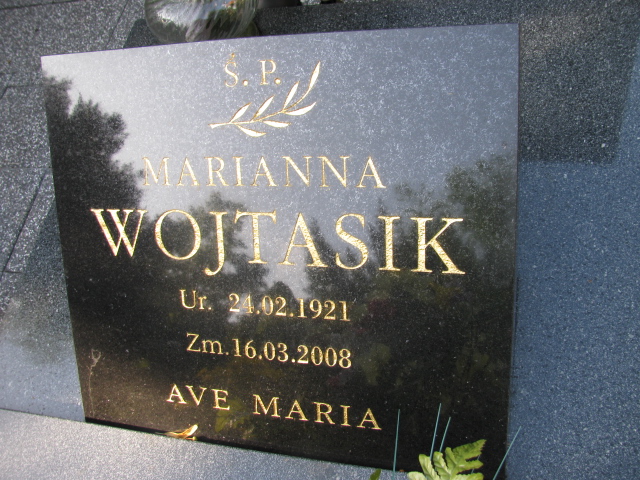 Ś. P.
MARIANNA
WOJTASIK
Ur. 24.02.1921
Zm. 16.03.2008
AVE MARIA